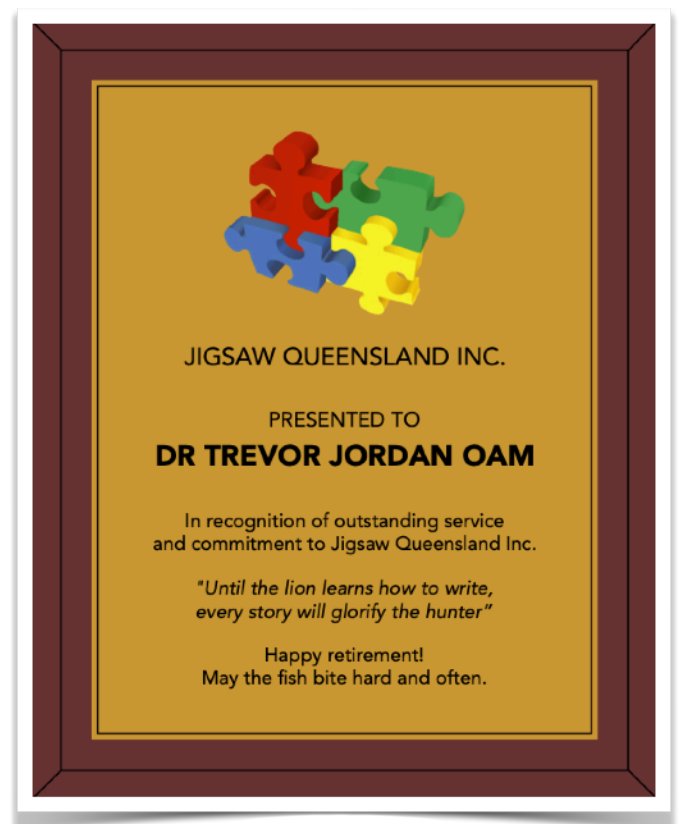 JIGSAW QUEENSLAND INC.
PRESENTED TO
DR TREVOR JORDAN OAM
In recognition of outstanding service
and commitment to Jigsaw Queensland Inc.
"Until the lion learns how to write,
every story will glorify the hunter”
Happy retirement!
May the fish bite hard and often.